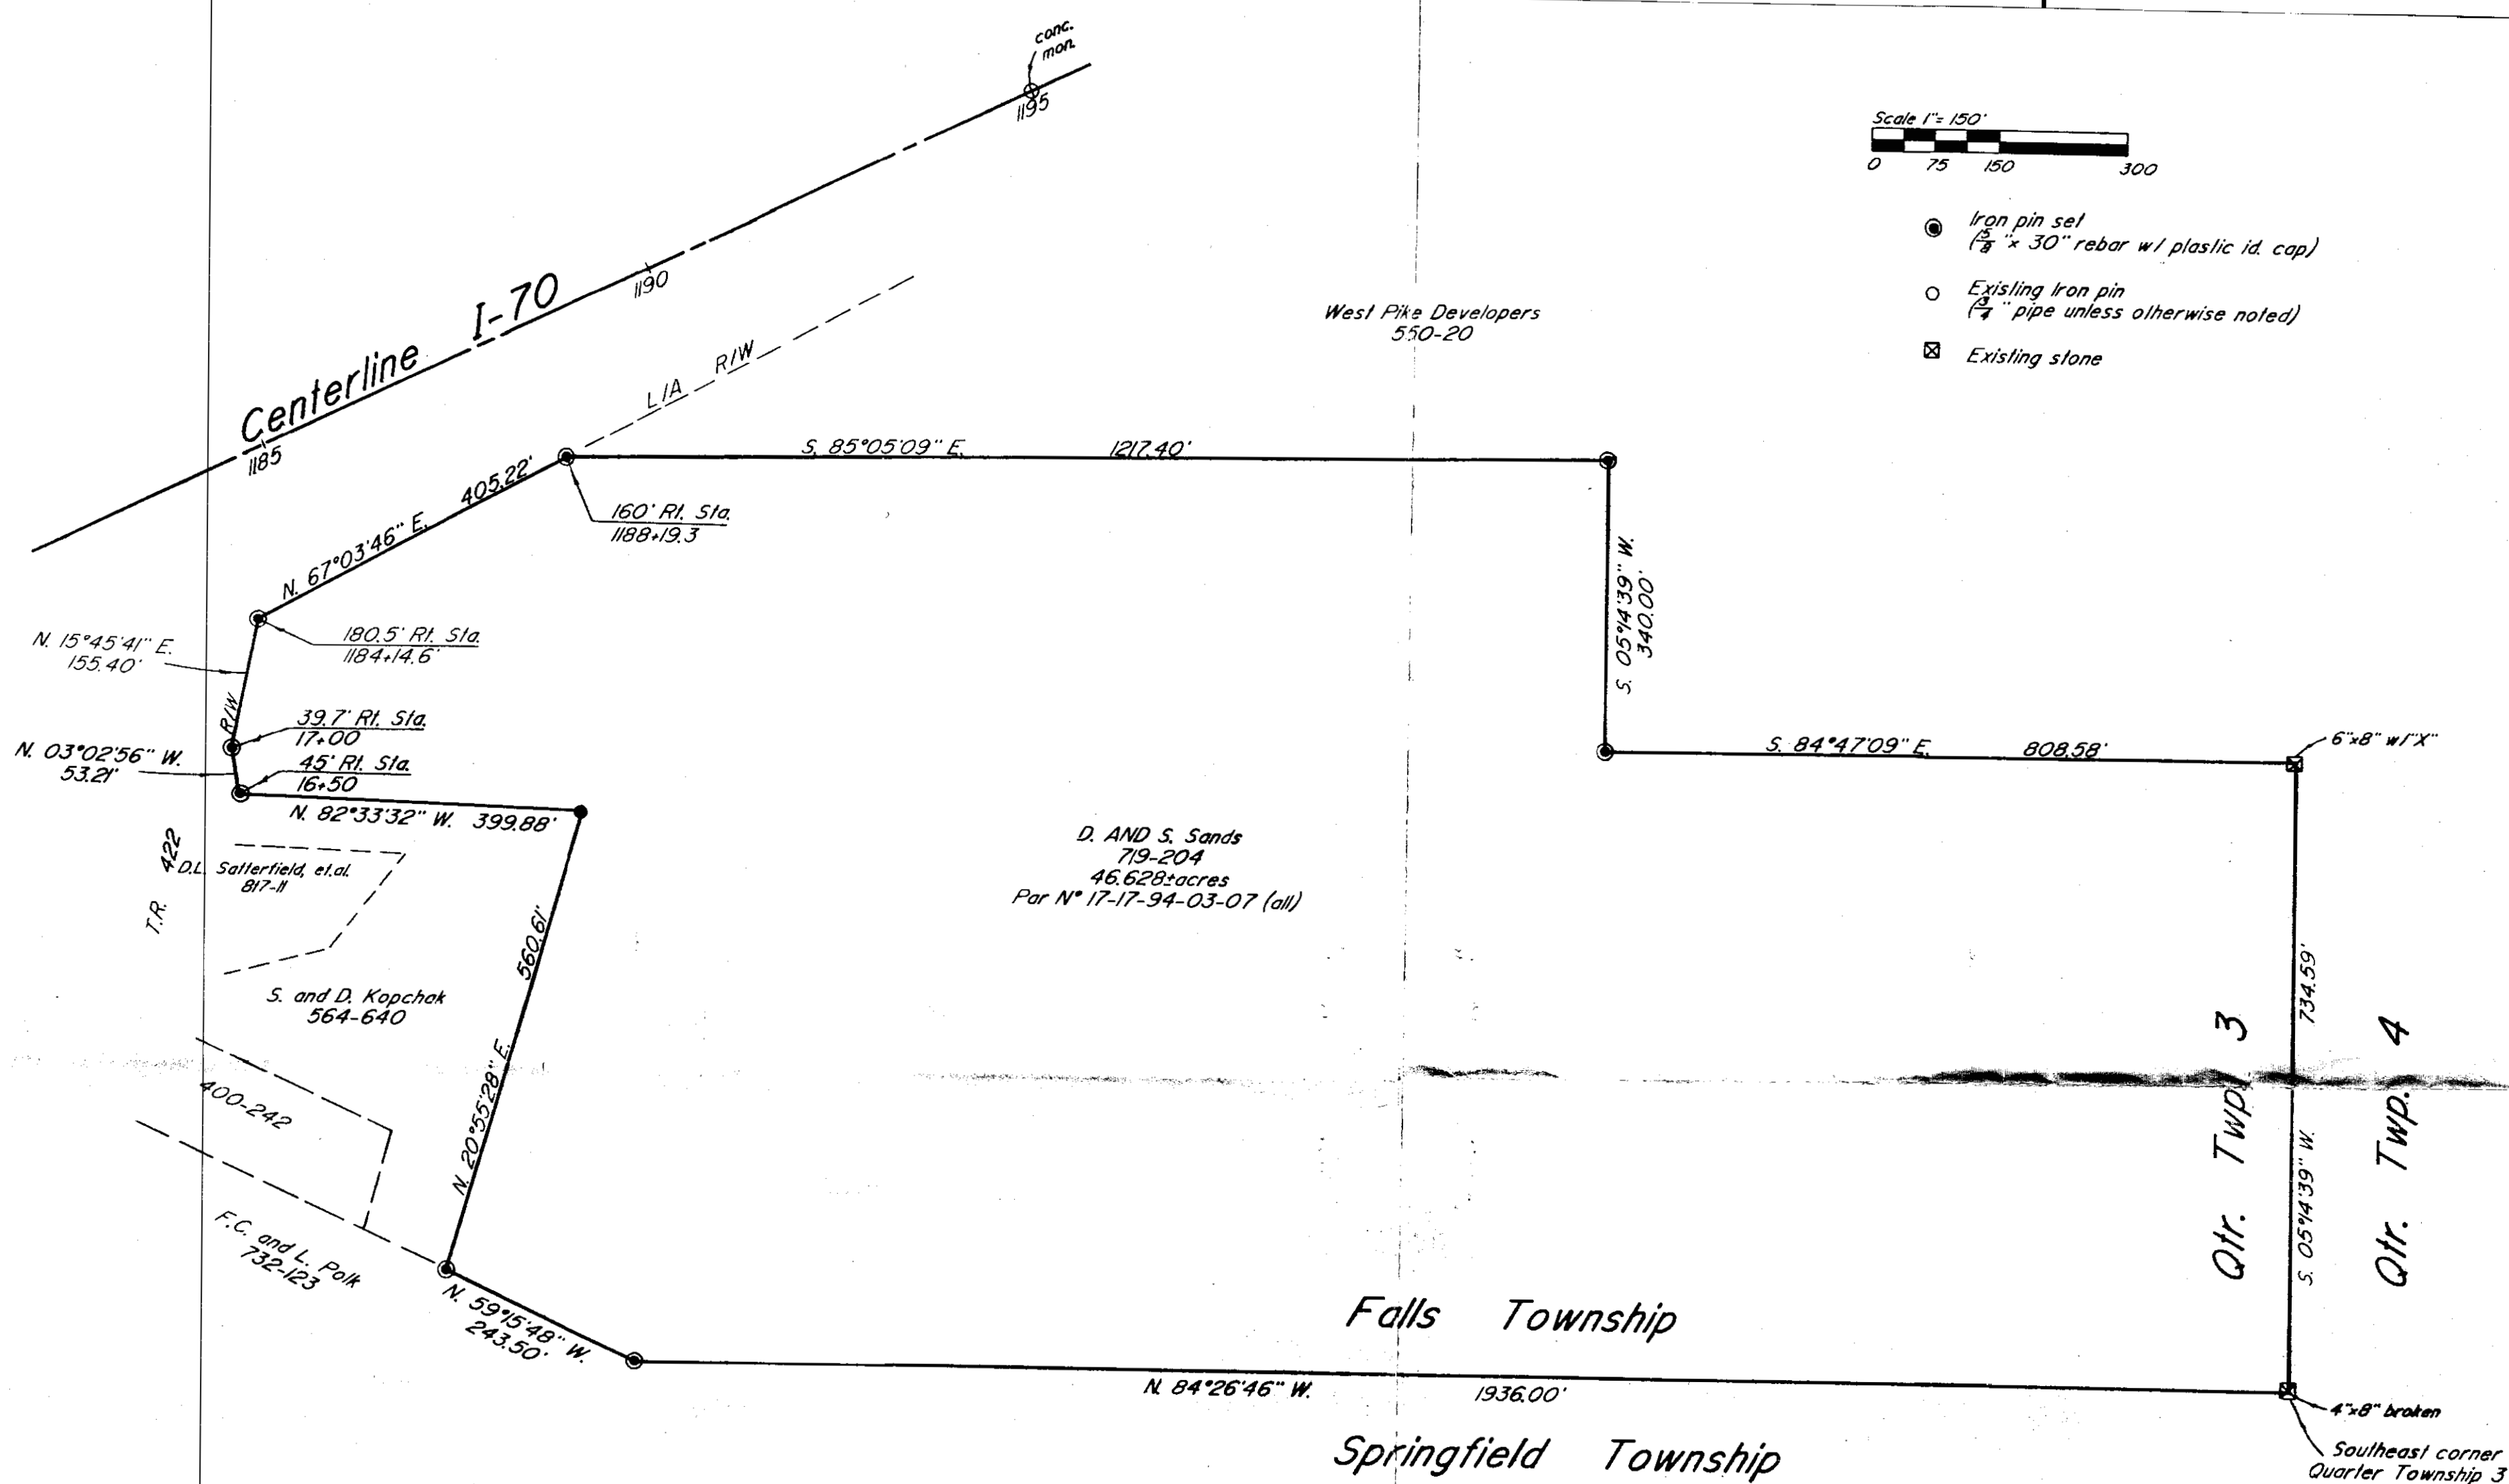 conc.
mon.
1195
1190
Centerline I-70
1185
L/A R/W
Scale 1"= 150'
0 75 150 300
Iron pin set
(5/8 "x 30" rebar w/ plastic id. cap)
Existing Iron pin
(3/4 " pipe unless otherwise noted)
Existing stone
West Pike Developers
550-20
S. 85°05'09" E. 1217.40'
N. 67°03'46" E. 405.22'
160' Rt. Sta.
1188+19.3
N. 15°45'41" E.
155.40'
180.5' Rt. Sta.
1184+14.6'
R/W
39.7' Rt. Sta.
17+00
N. 03°02'56" W.
53.21'
45' Rt. Sta.
16+50
N. 82°33'32" W. 399.88'
S. 05°14'39" W.
340.00'
S. 84°47'09" E. 808.58'
6"x8" w/"X"
T.R. 422
D.L. Satterfield, et.al.
817-11
D. AND S. Sands
719-204
46.628±acres
Par N° 17-17-94-03-07 (all)
S. and D. Kopchak
564-640
N. 20°55'28" E. 560.61'
400-242
F.C. and L. Polk
732-123
N. 59°15'48" W.
243.50'
S. 05°14'39" W. 734.59'
Qtr. Twp. 3
Qtr. Twp. 4
Falls Township
N. 84°26'46" W. 1936.00'
Springfield Township
4"x8" broken
Southeast corner
Quarter Township 3